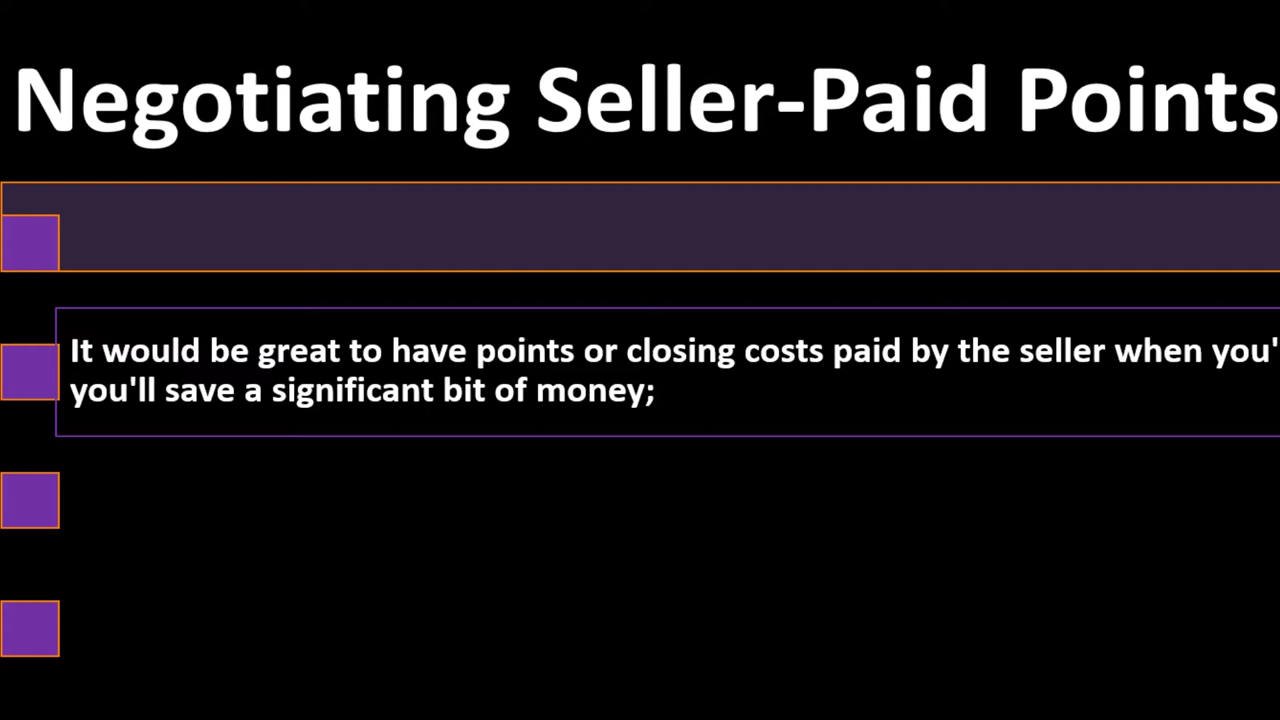 Negotiating Seller-Paid Points
It would be great to have points or closing costs paid by the seller when you'
you'll save a significant bit of money;